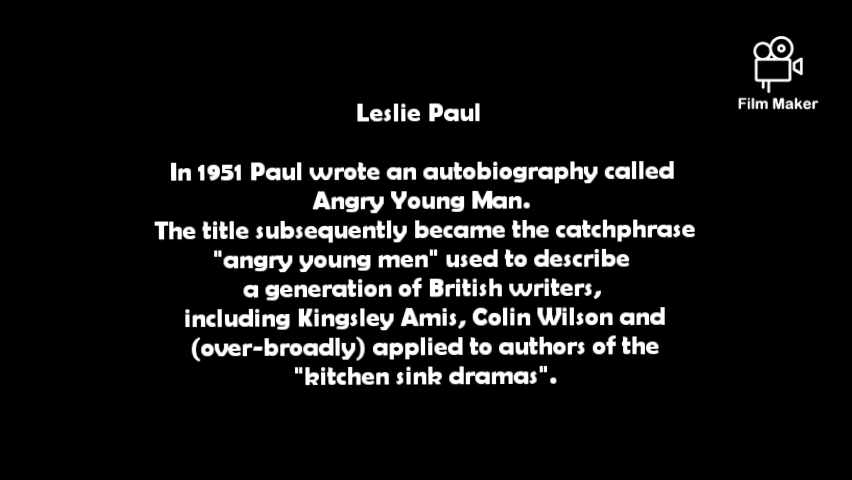 Film Maker
Leslie Paul
In 1951 Paul wrote an autobiography called
Angry Young Man.
The title subsequently became the catchphrase
"angry young men" used to describe
a generation of British writers,
including Kingsley Amis, Colin Wilson and
(over-broadly) applied to authors of the
"kitchen sink dramas".